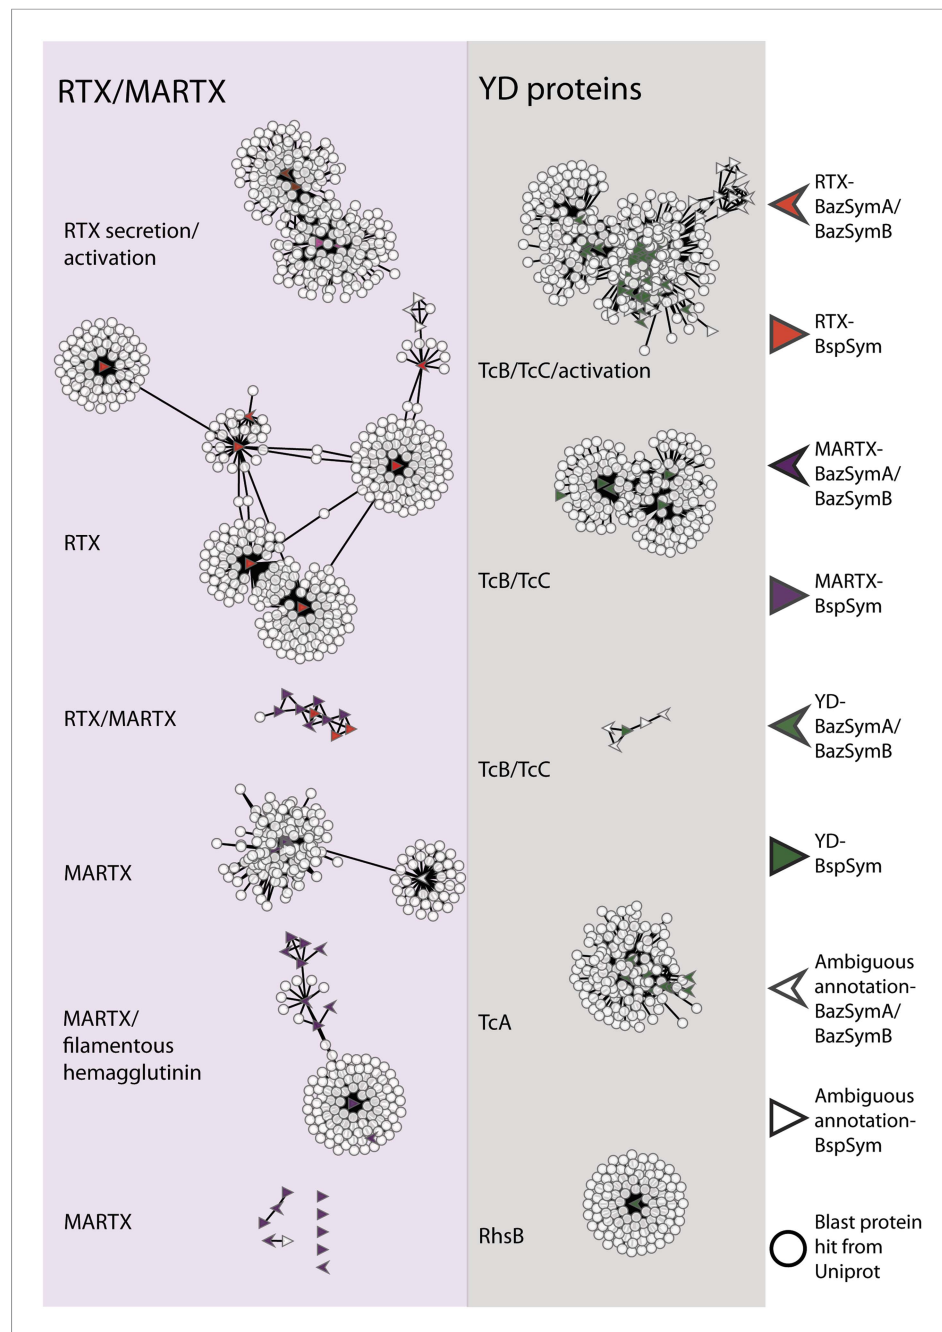 RTX/MARTX
RTX secretion/
activation
RTX
RTX/MARTX
MARTX
MARTX/
filamentous
hemagglutinin
MARTX
YD proteins
TcB/TcC/activation
TcB/TcC
TcB/TcC
TcA
RhsB
RTX-
BazSymA/
BazSymB
RTX-
BspSym
MARTX-
BazSymA/
BazSymB
MARTX-
BspSym
YD-
BazSymA/
BazSymB
YD-
BspSym
Ambiguous
annotation-
BazSymA/
BazSymB
Ambiguous
annotation-
BspSym
Blast protein
hit from
Uniprot